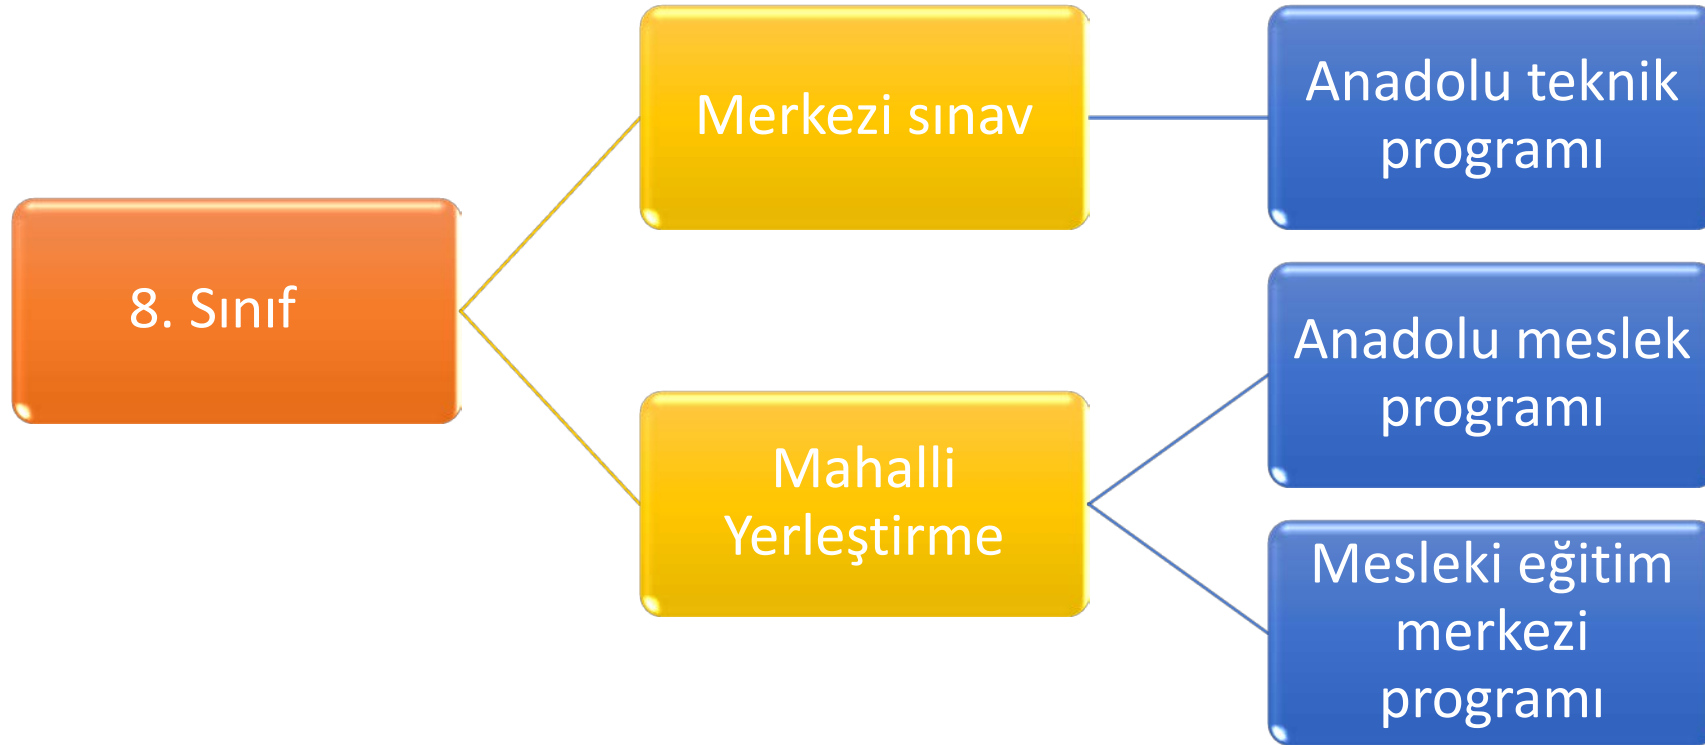 8. Sınıf
Merkezi sınav
Mahalli
Yerleştirme
Anadolu teknik
programı
Anadolu meslek
programı
Mesleki eğitim
merkezi
programı